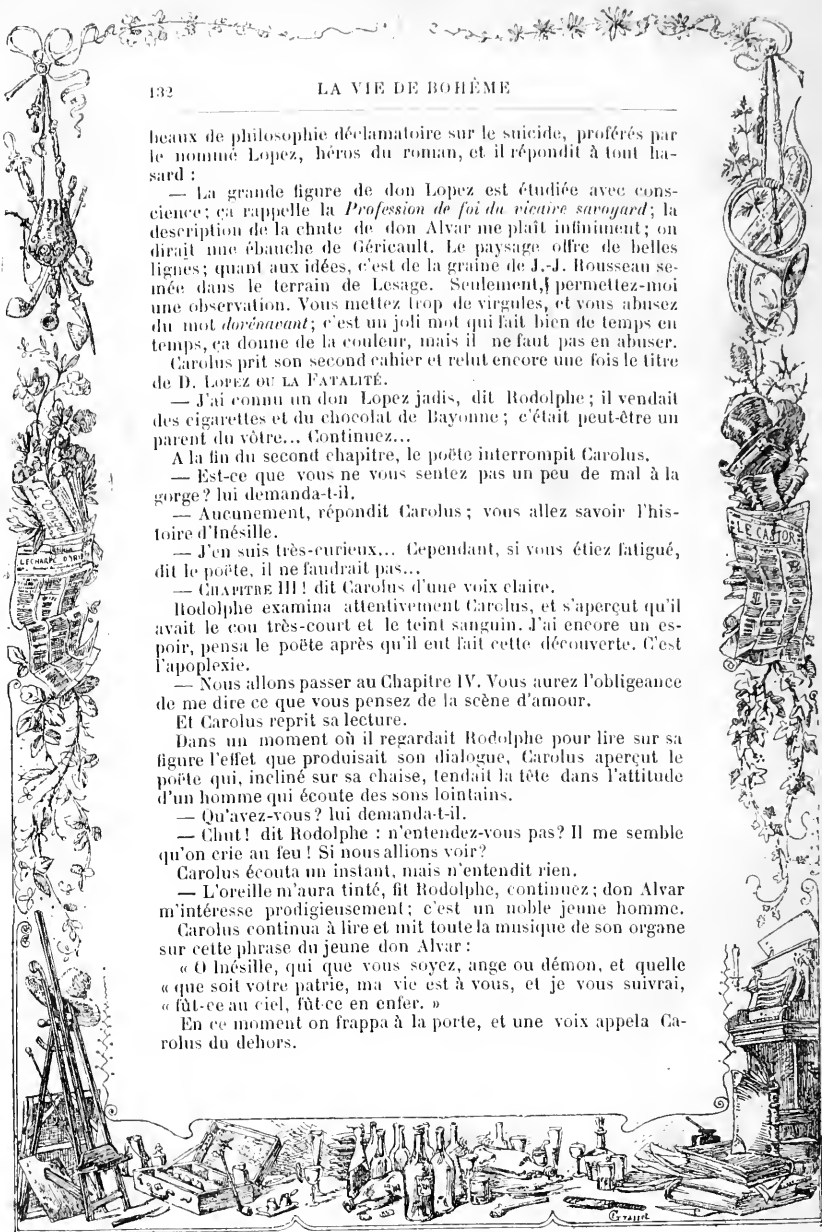 132 LA VIE DE BOHÈME
beaux de philosophie déclamatoire sur le suicide, proférés par
le nommé Lopez, héros du roman, et il répondit à tout ha-
sard :
— La grande figure de don Lopez est étudiée avec cons-
cience; ça rappelle la Profession de foi du vicaire savoyard; la
description de la chute de don Alvar me plaît infiniment; on
dirait une ébauche de Géricault. Le paysage offre de belles
lignes; quant aux idées, c'est de la graine de J.-J. Rousseau se-
mée dans le terrain de Lesage. Seulement, permettez-moi
une observation. Vous mettez trop de virgules, et vous abusez
du mot dorénavant; c'est un joli mot qui fait bien de temps en
temps, ça donne de la couleur, mais il ne faut pas en abuser.
Carolus prit son second cahier et relut encore une fois le titre
de D. LOPEZ OU LA FATALITÉ.
— J'ai connu un don Lopez jadis, dit Rodolphe; il vendait
des cigarettes et du chocolat de Bayonne; c'était peut-être un
parent du vôtre... Continuez...
A la fin du second chapitre, le poëte interrompit Carolus.
— Est-ce que vous ne vous sentez pas un peu de mal à la
gorge? lui demanda-t-il.
— Aucunement, répondit Carolus; vous allez savoir l'his-
toire d'Inésille.
— J'en suis très-curieux... Cependant, si vous étiez fatigué,
dit le poëte, il ne faudrait pas...
— CHAPITRE III! dit Carolus d'une voix claire.
Rodolphe examina attentivement Carolus, et s'aperçut qu'il
avait le cou très-court et le teint sanguin. J'ai encore un es-
poir, pensa le poëte après qu'il eut fait cette découverte. C'est
l'apoplexie.
— Nous allons passer au Chapitre IV. Vous aurez l'obligeance
de me dire ce que vous pensez de la scène d'amour.
Et Carolus reprit sa lecture.
Dans un moment où il regardait Rodolphe pour lire sur sa
figure l'effet que produisait son dialogue, Carolus aperçut le
poëte qui, incliné sur sa chaise, tendait la tête dans l'attitude
d'un homme qui écoute des sons lointains.
— Qu'avez-vous? lui demanda-t-il.
— Chut! dit Rodolphe : n'entendez-vous pas? Il me semble
qu'on crie au feu! Si nous allions voir?
Carolus écouta un instant, mais n'entendit rien.
— L'oreille m'aura tinté, fit Rodolphe, continuez; don Alvar
m'intéresse prodigieusement; c'est un noble jeune homme.
Carolus continua à lire et mit toute la musique de son organe
sur cette phrase du jeune don Alvar :
« O Inésille, qui que vous soyez, ange ou démon, et quelle
« que soit votre patrie, ma vie est à vous, et je vous suivrai,
« fût-ce au ciel, fût-ce en enfer. »
En ce moment on frappa à la porte, et une voix appela Ca-
rolus du dehors.
L'ECHARPE D'IRIS
LE CASTOR
Grasset